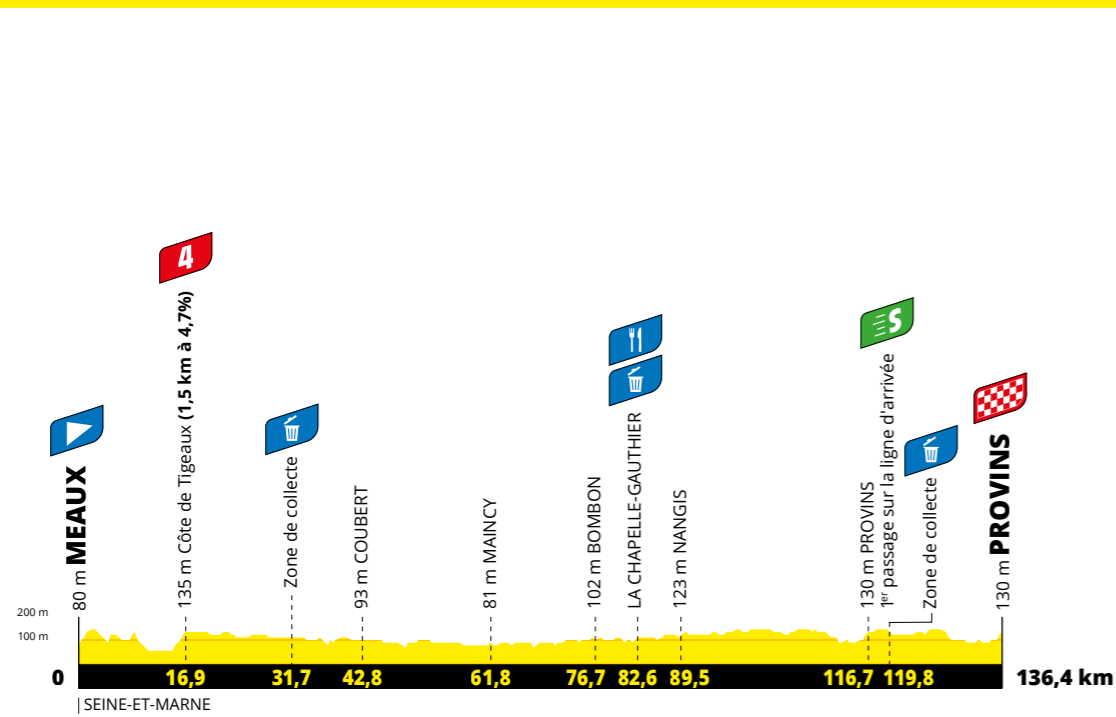 4
S
80 m MEAUX
135 m Côte de Tigeaux (1,5 km à 4,7%)
Zone de collecte
93 m COUBERT
81 m MAINCY
102 m BOMBON
LA CHAPELLE-GAUTHIER
123 m NANGIS
130 m PROVINS
1er passage sur la ligne d'arrivée
Zone de collecte
130 m PROVINS
200 m
100 m
0 16,9 31,7 42,8 61,8 76,7 82,6 89,5 116,7 119,8 136,4 km
SEINE-ET-MARNE